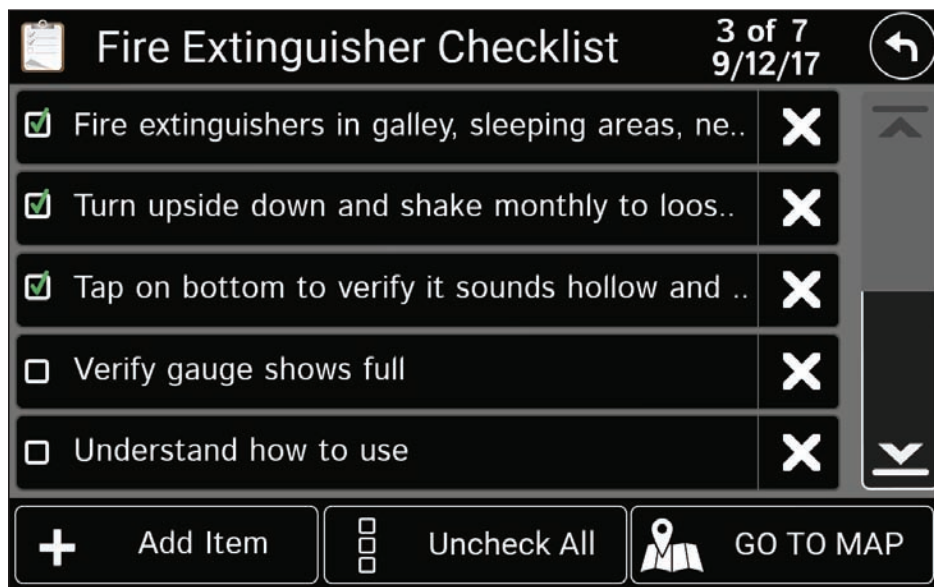 Fire Extinguisher Checklist
3 of 7
9/12/17
Fire extinguishers in galley, sleeping areas, ne..
Turn upside down and shake monthly to loos..
Tap on bottom to verify it sounds hollow and ..
Verify gauge shows full
Understand how to use
Add Item
Uncheck All
GO TO MAP